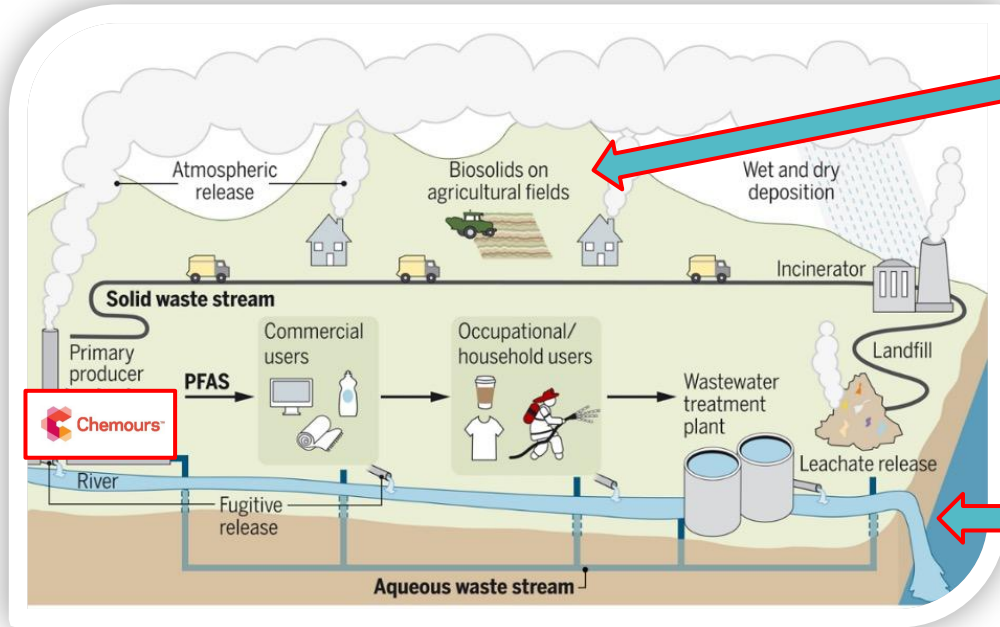 Atmospheric
release
Biosolids on
agricultural fields
Wet and dry
deposition
Incinerator
Solid waste stream
Primary
producer
Commercial
users
Occupational/
household users
Landfill
PFAS
Wastewater
treatment
plant
Chemours™
Leachate release
River
Fugitive
release
Aqueous waste stream